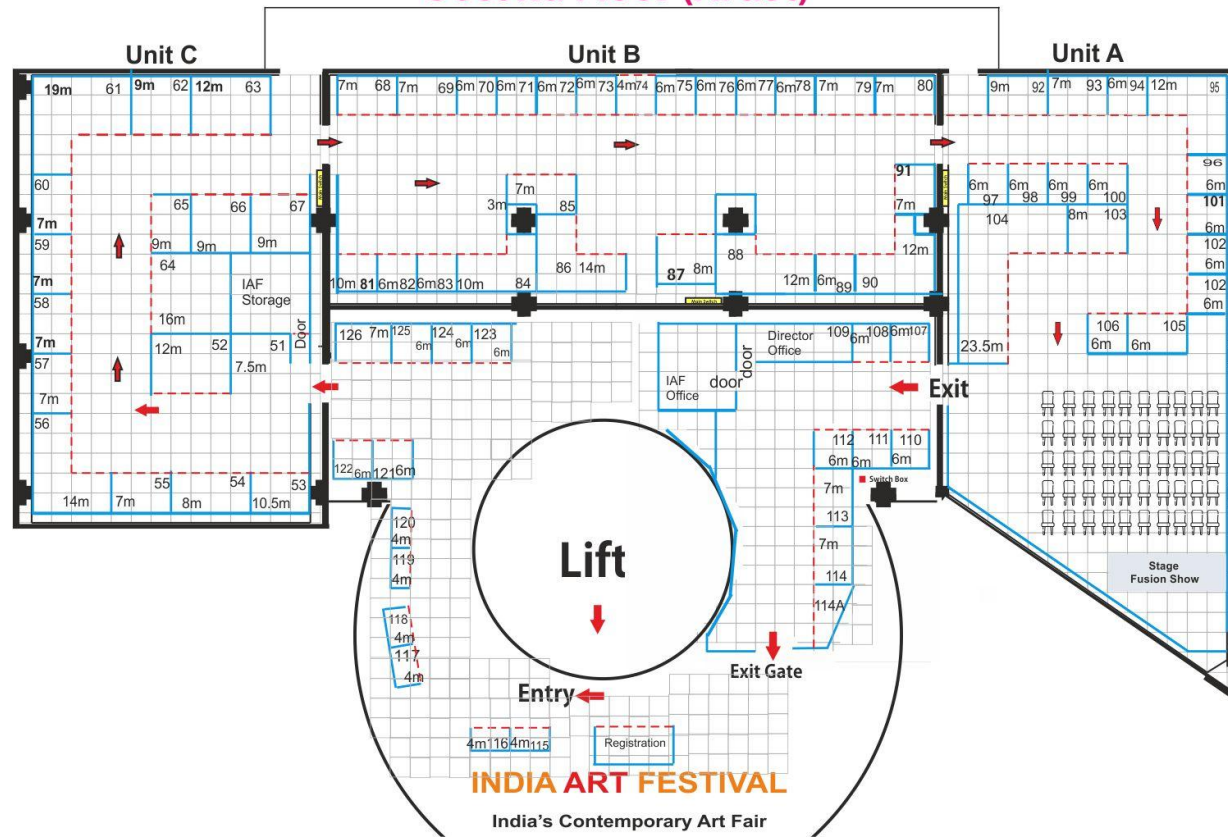 Unit C
Unit B
Unit A
19m 61 9m 62 12m 63
7m 68 7m 69 6m 70 6m 71 6m 72 6m 73 4m 74 6m 75 6m 76 6m 77 6m 78 7m 79 7m 80
9m 92 7m 93 6m 94 12m 95
96
6m
101
6m
102
6m
102
6m
60
7m
59
7m
58
7m
57
7m
56
65 66 67
9m 9m 9m
64
16m
IAF
Storage
Door
12m 52 51
7.5m
14m 7m 55 8m 54 10.5m 53
7m
3m 85
86 14m
10m 81 6m 82 6m 83 10m 84
87 8m
88
12m 6m 89 90
91
7m
12m
Main Switch
6m 6m 6m 6m
97 98 99 100
104 8m 103
23.5m
106 105
6m 6m
126 7m 125 6m 124 6m 123 6m
Director
Office
109 6m 108 6m 107
IAF
Office
door
door
Exit
122 6m 121 6m
112 111 110
6m 6m 6m
Switch Box
7m
113
7m
114
114A
120
4m
119
4m
118
4m
117
4m
Lift
Stage
Fusion Show
Exit Gate
Entry
4m 116 4m 115
Registration
INDIA ART FESTIVAL
India's Contemporary Art Fair